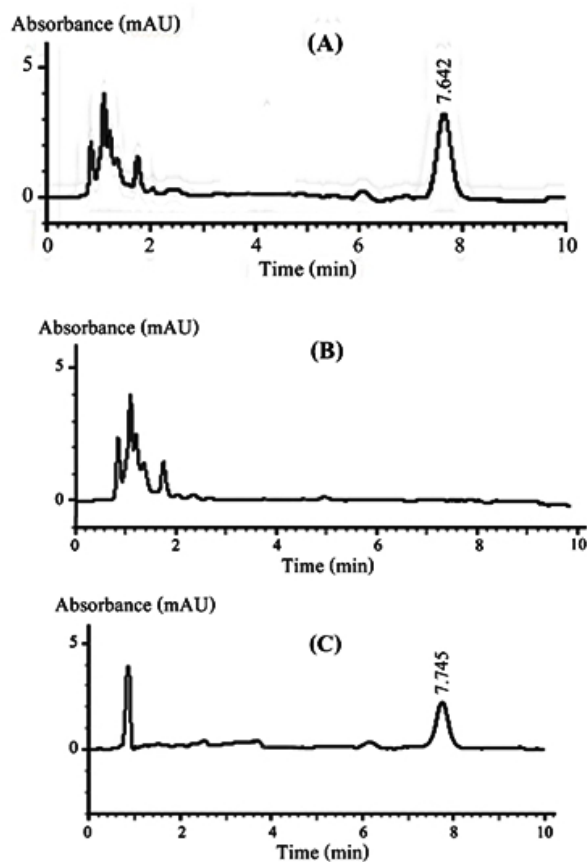 Absorbance (mAU)
(A)
5
7.642
0
0 2 4 6 8 10
Time (min)
Absorbance (mAU)
(B)
5
0
0 2 4 6 8 10
Time (min)
Absorbance (mAU)
(C)
5
7.745
0
0 2 4 6 8 10
Time (min)